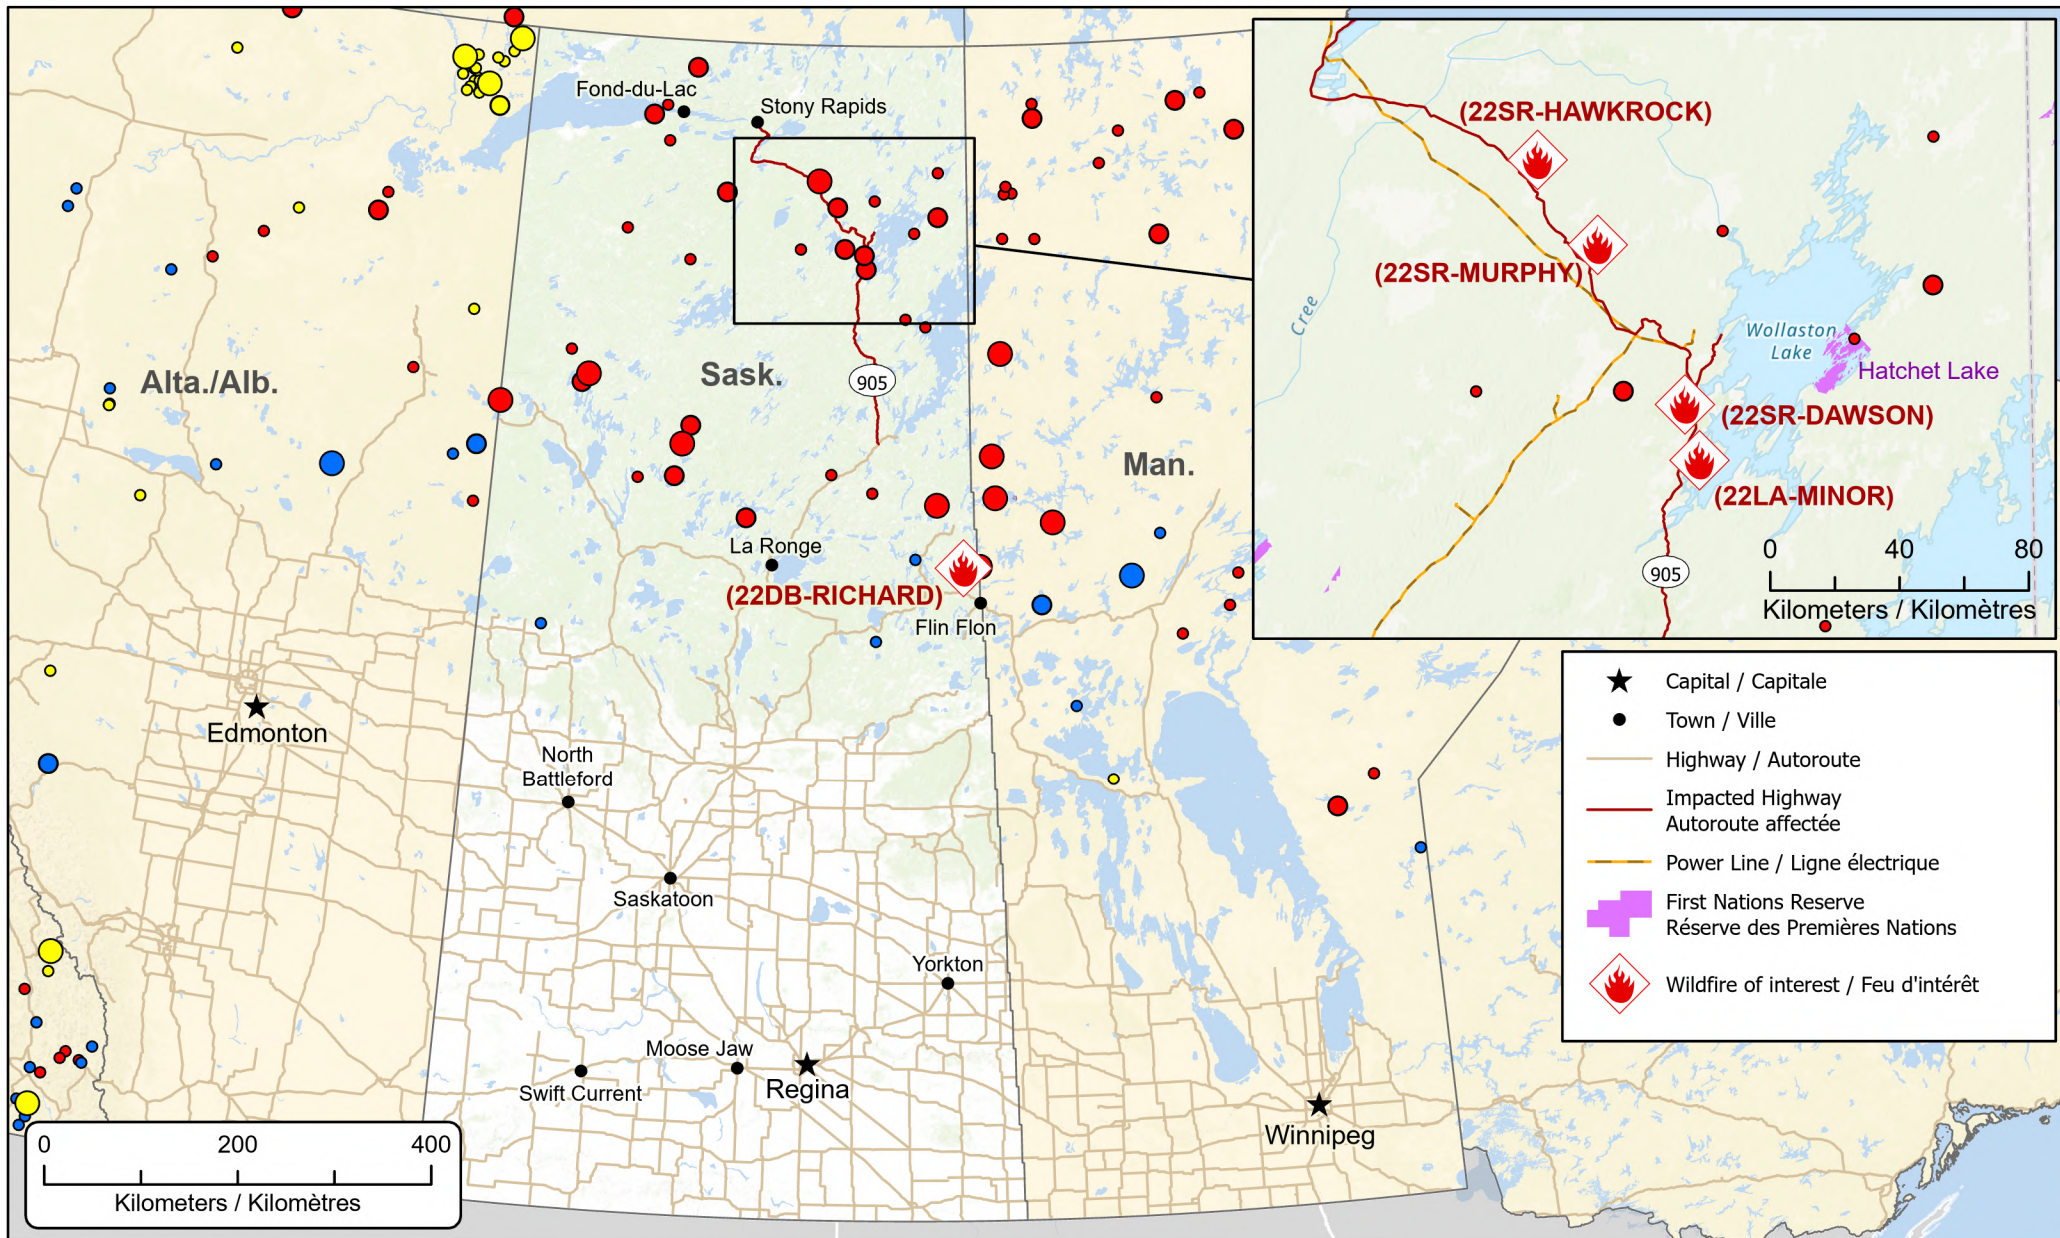 Fond-du-Lac
Stony Rapids
Alta./Alb.
Sask.
Man.
905
La Ronge
(22DB-RICHARD)
Flin Flon
Edmonton
North
Battleford
Saskatoon
Yorkton
Moose Jaw
Regina
Swift Current
Winnipeg
0 200 400
Kilometers / Kilomètres
(22SR-HAWKROCK)
(22SR-MURPHY)
Cree
Wollaston
Lake
Hatchet Lake
(22SR-DAWSON)
(22LA-MINOR)
905
0 40 80
Kilometers / Kilomètres
Capital / Capitale
Town / Ville
Highway / Autoroute
Impacted Highway
Autoroute affectée
Power Line / Ligne électrique
First Nations Reserve
Réserve des Premières Nations
Wildfire of interest / Feu d'intérêt